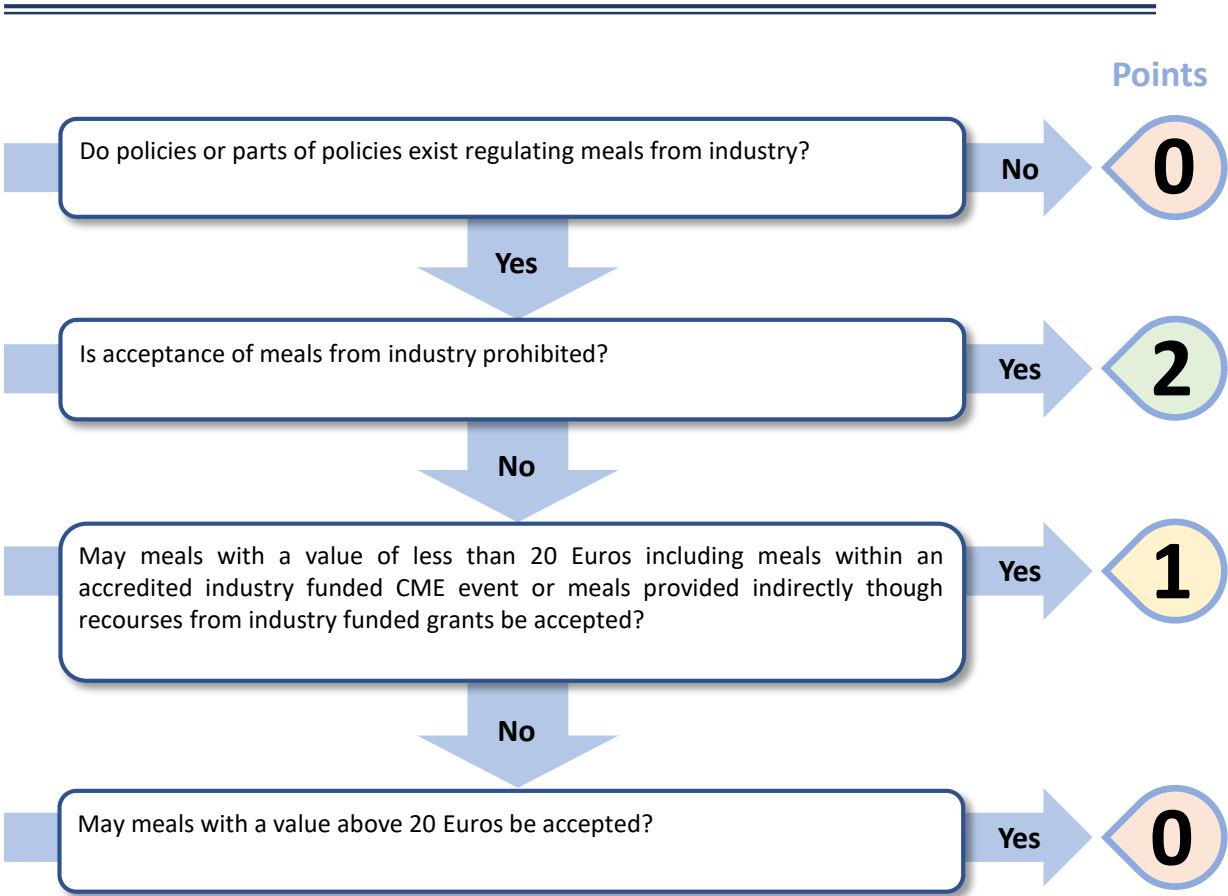 Points
Do policies or parts of policies exist regulating meals from industry?
No
0
Yes
Is acceptance of meals from industry prohibited?
Yes
2
No
May meals with a value of less than 20 Euros including meals within an
accredited industry funded CME event or meals provided indirectly though
recourses from industry funded grants be accepted?
Yes
1
No
May meals with a value above 20 Euros be accepted?
Yes
0